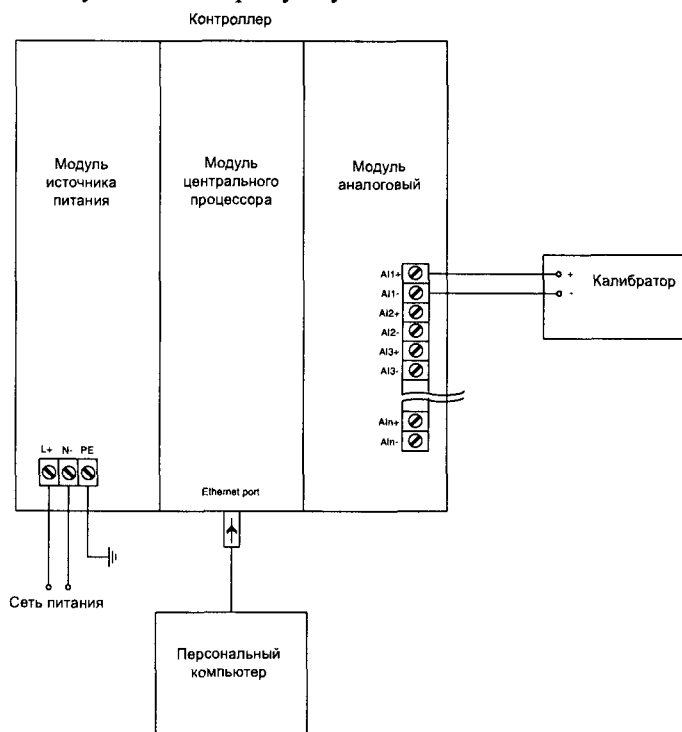 Контроллер
Модуль
источника
питания
Модуль
центрального
процессора
Модуль
аналоговый
AI1+
AI1-
AI2+
AI2-
AI3+
AI3-
AIn+
AIn-
+
-
Калибратор
L+ N- PE
Ethernet port
Сеть питания
Персональный
компьютер